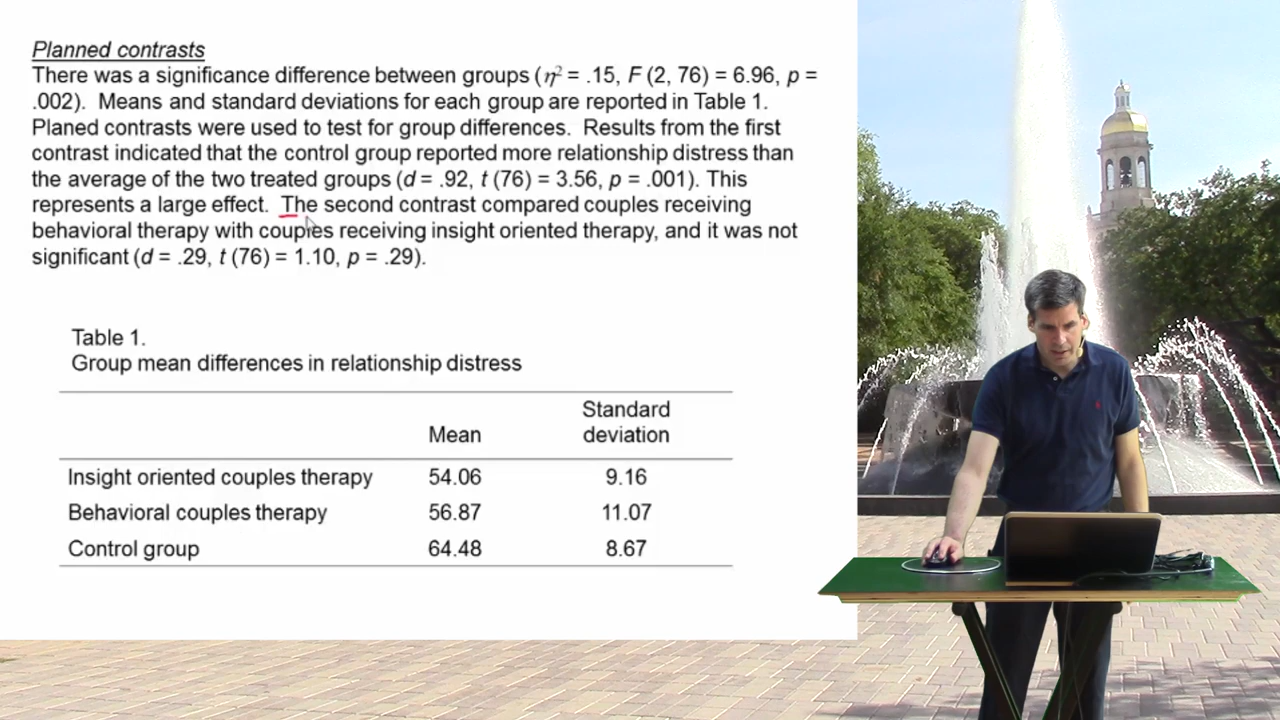 Planned contrasts
There was a significance difference between groups (η² = .15, F (2, 76) = 6.96, p =
.002). Means and standard deviations for each group are reported in Table 1.
Planed contrasts were used to test for group differences. Results from the first
contrast indicated that the control group reported more relationship distress than
the average of the two treated groups (d = .92, t (76) = 3.56, p = .001). This
represents a large effect. The second contrast compared couples receiving
behavioral therapy with couples receiving insight oriented therapy, and it was not
significant (d = .29, t (76) = 1.10, p = .29).
Table 1.
Group mean differences in relationship distress
Standard
Mean deviation
Insight oriented couples therapy 54.06 9.16
Behavioral couples therapy 56.87 11.07
Control group 64.48 8.67